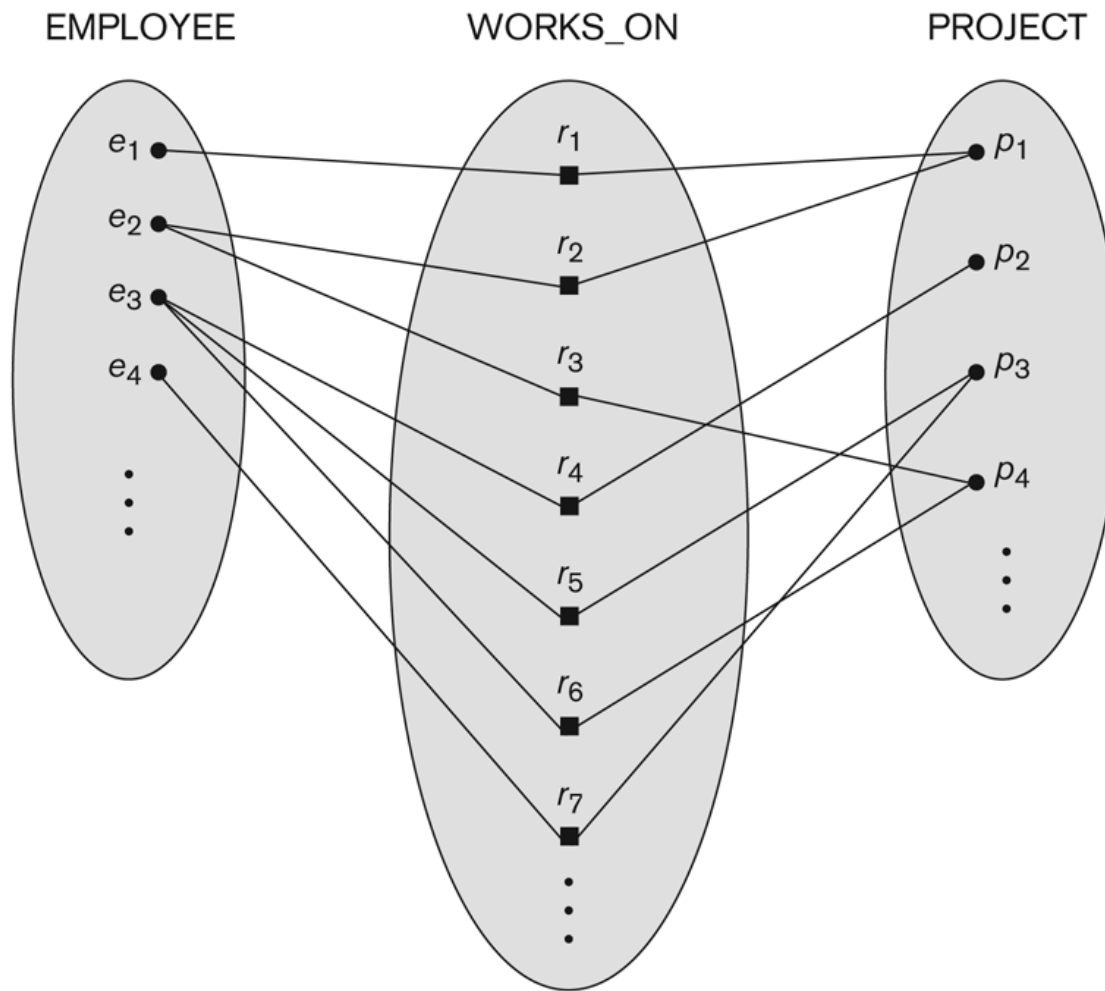 EMPLOYEE WORKS_ON PROJECT
e1 r1 p1
e2 r2 p2
e3 r3 p3
e4 r4 p4
r5
r6
r7